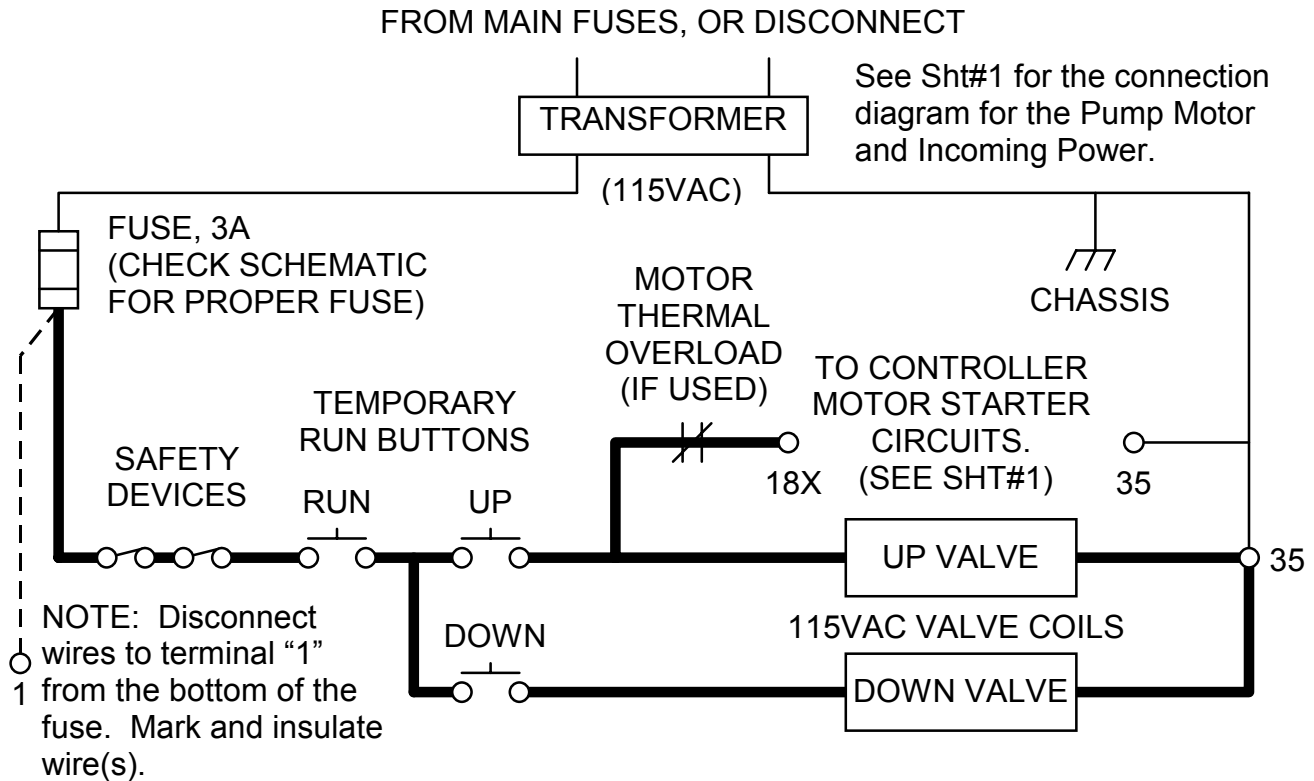 FROM MAIN FUSES, OR DISCONNECT
See Sht#1 for the connection
diagram for the Pump Motor
and Incoming Power.
TRANSFORMER
(115VAC)
FUSE, 3A
(CHECK SCHEMATIC
FOR PROPER FUSE)
CHASSIS
MOTOR
THERMAL
OVERLOAD
(IF USED)
TO CONTROLLER
MOTOR STARTER
CIRCUITS.
(SEE SHT#1)
18X
35
TEMPORARY
RUN BUTTONS
SAFETY
DEVICES
RUN
UP
UP VALVE
35
NOTE: Disconnect
wires to terminal “1”
from the bottom of the
fuse. Mark and insulate
wire(s).
1
DOWN
115VAC VALVE COILS
DOWN VALVE